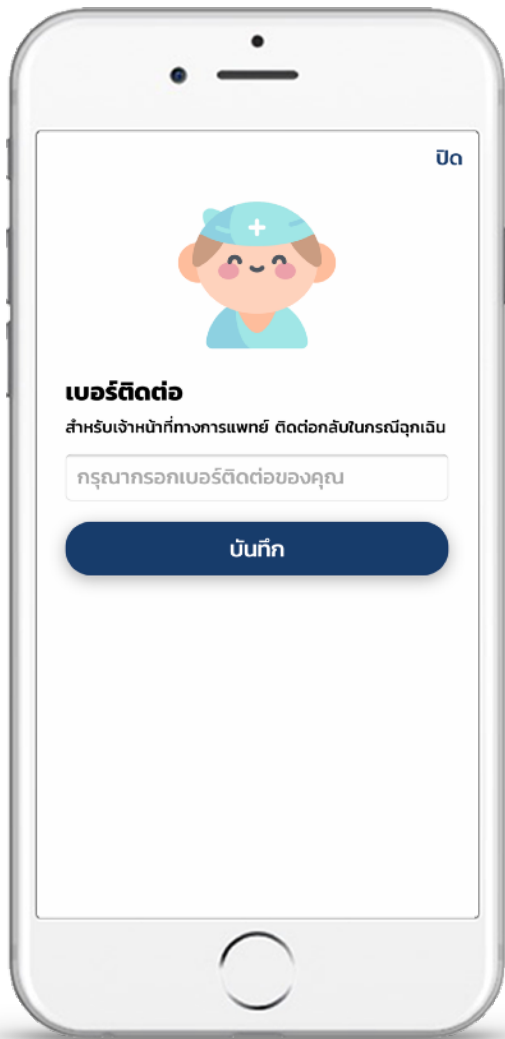 ปิด
เบอร์ติดต่อ
สำหรับเจ้าหน้าที่ทางการแพทย์ ติดต่อกลับในกรณีฉุกเฉิน
กรุณากรอกเบอร์ติดต่อของคุณ
บันทึก